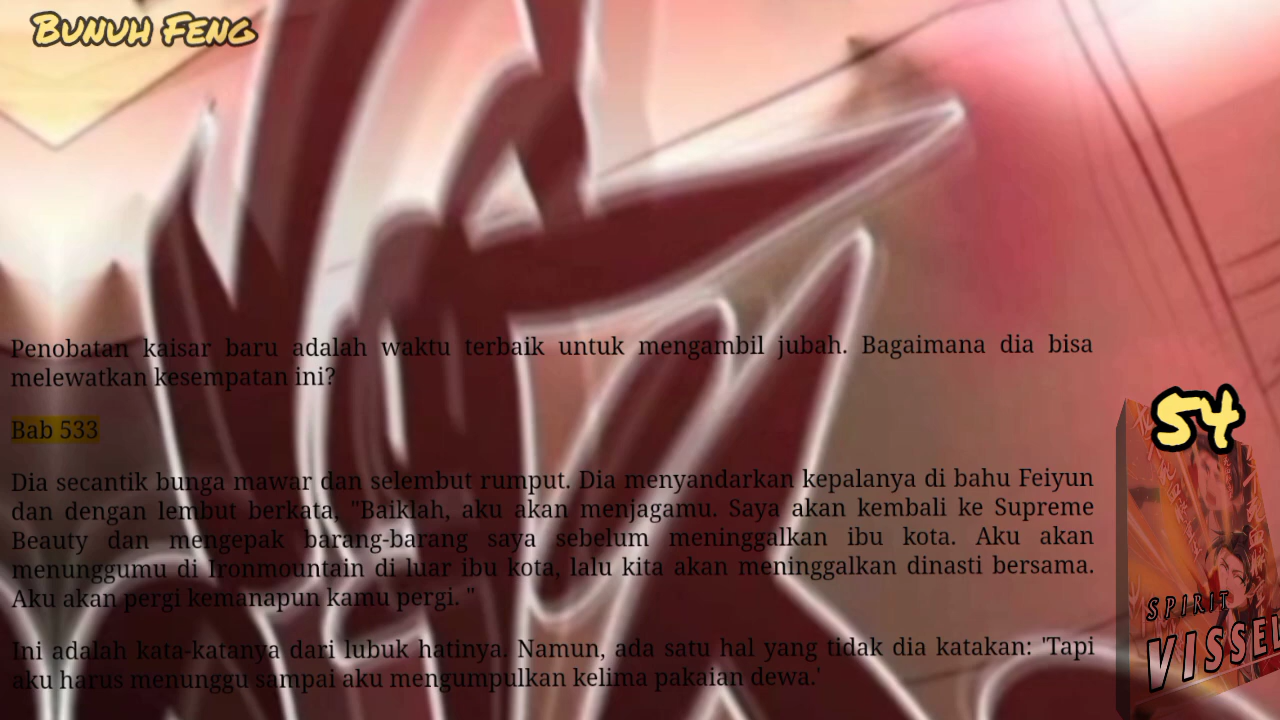 Bunuh Feng
Penobatan kaisar baru adalah waktu terbaik untuk mengambil jubah. Bagaimana dia bisa
melewatkan kesempatan ini?
Bab 533
Dia secantik bunga mawar dan selembut rumput. Dia menyandarkan kepalanya di bahu Feiyun
dan dengan lembut berkata, "Baiklah, aku akan menjagamu. Saya akan kembali ke Supreme
Beauty dan mengepak barang-barang saya sebelum meninggalkan ibu kota. Aku akan
menunggumu di Ironmountain di luar ibu kota, lalu kita akan meninggalkan dinasti bersama.
Aku akan pergi kemanapun kamu pergi. "
Ini adalah kata-katanya dari lubuk hatinya. Namun, ada satu hal yang tidak dia katakan: 'Tapi
aku harus menunggu sampai aku mengumpulkan kelima pakaian dewa.'
54
SPIRIT
VISSEL